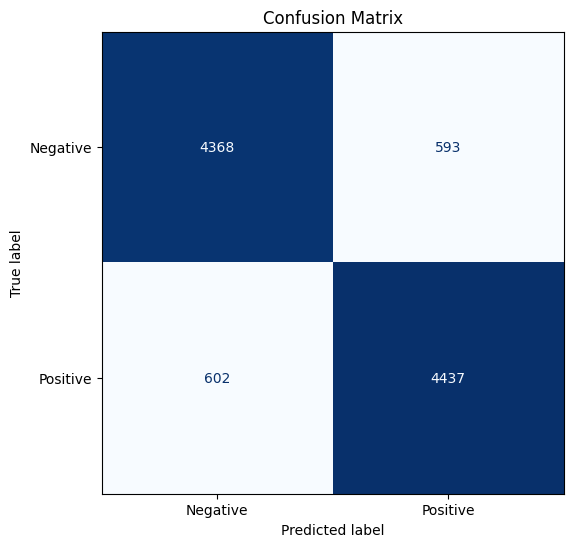 Confusion Matrix
Negative
4368
593
True label
Positive
602
4437
Negative
Positive
Predicted label